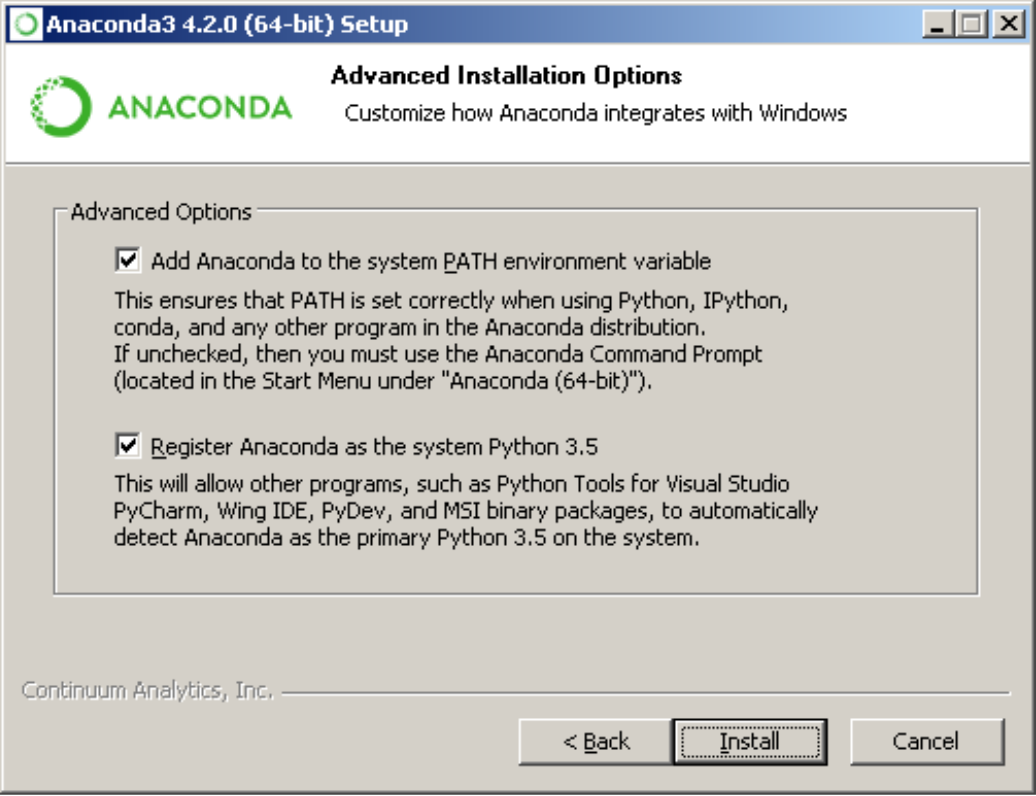 Anaconda3 4.2.0 (64-bit) Setup
ANACONDA
Advanced Installation Options
Customize how Anaconda integrates with Windows
Advanced Options
Add Anaconda to the system PATH environment variable
This ensures that PATH is set correctly when using Python, IPython,
conda, and any other program in the Anaconda distribution.
If unchecked, then you must use the Anaconda Command Prompt
(located in the Start Menu under "Anaconda (64-bit)").
Register Anaconda as the system Python 3.5
This will allow other programs, such as Python Tools for Visual Studio
PyCharm, Wing IDE, PyDev, and MSI binary packages, to automatically
detect Anaconda as the primary Python 3.5 on the system.
Continuum Analytics, Inc.
< Back Install Cancel